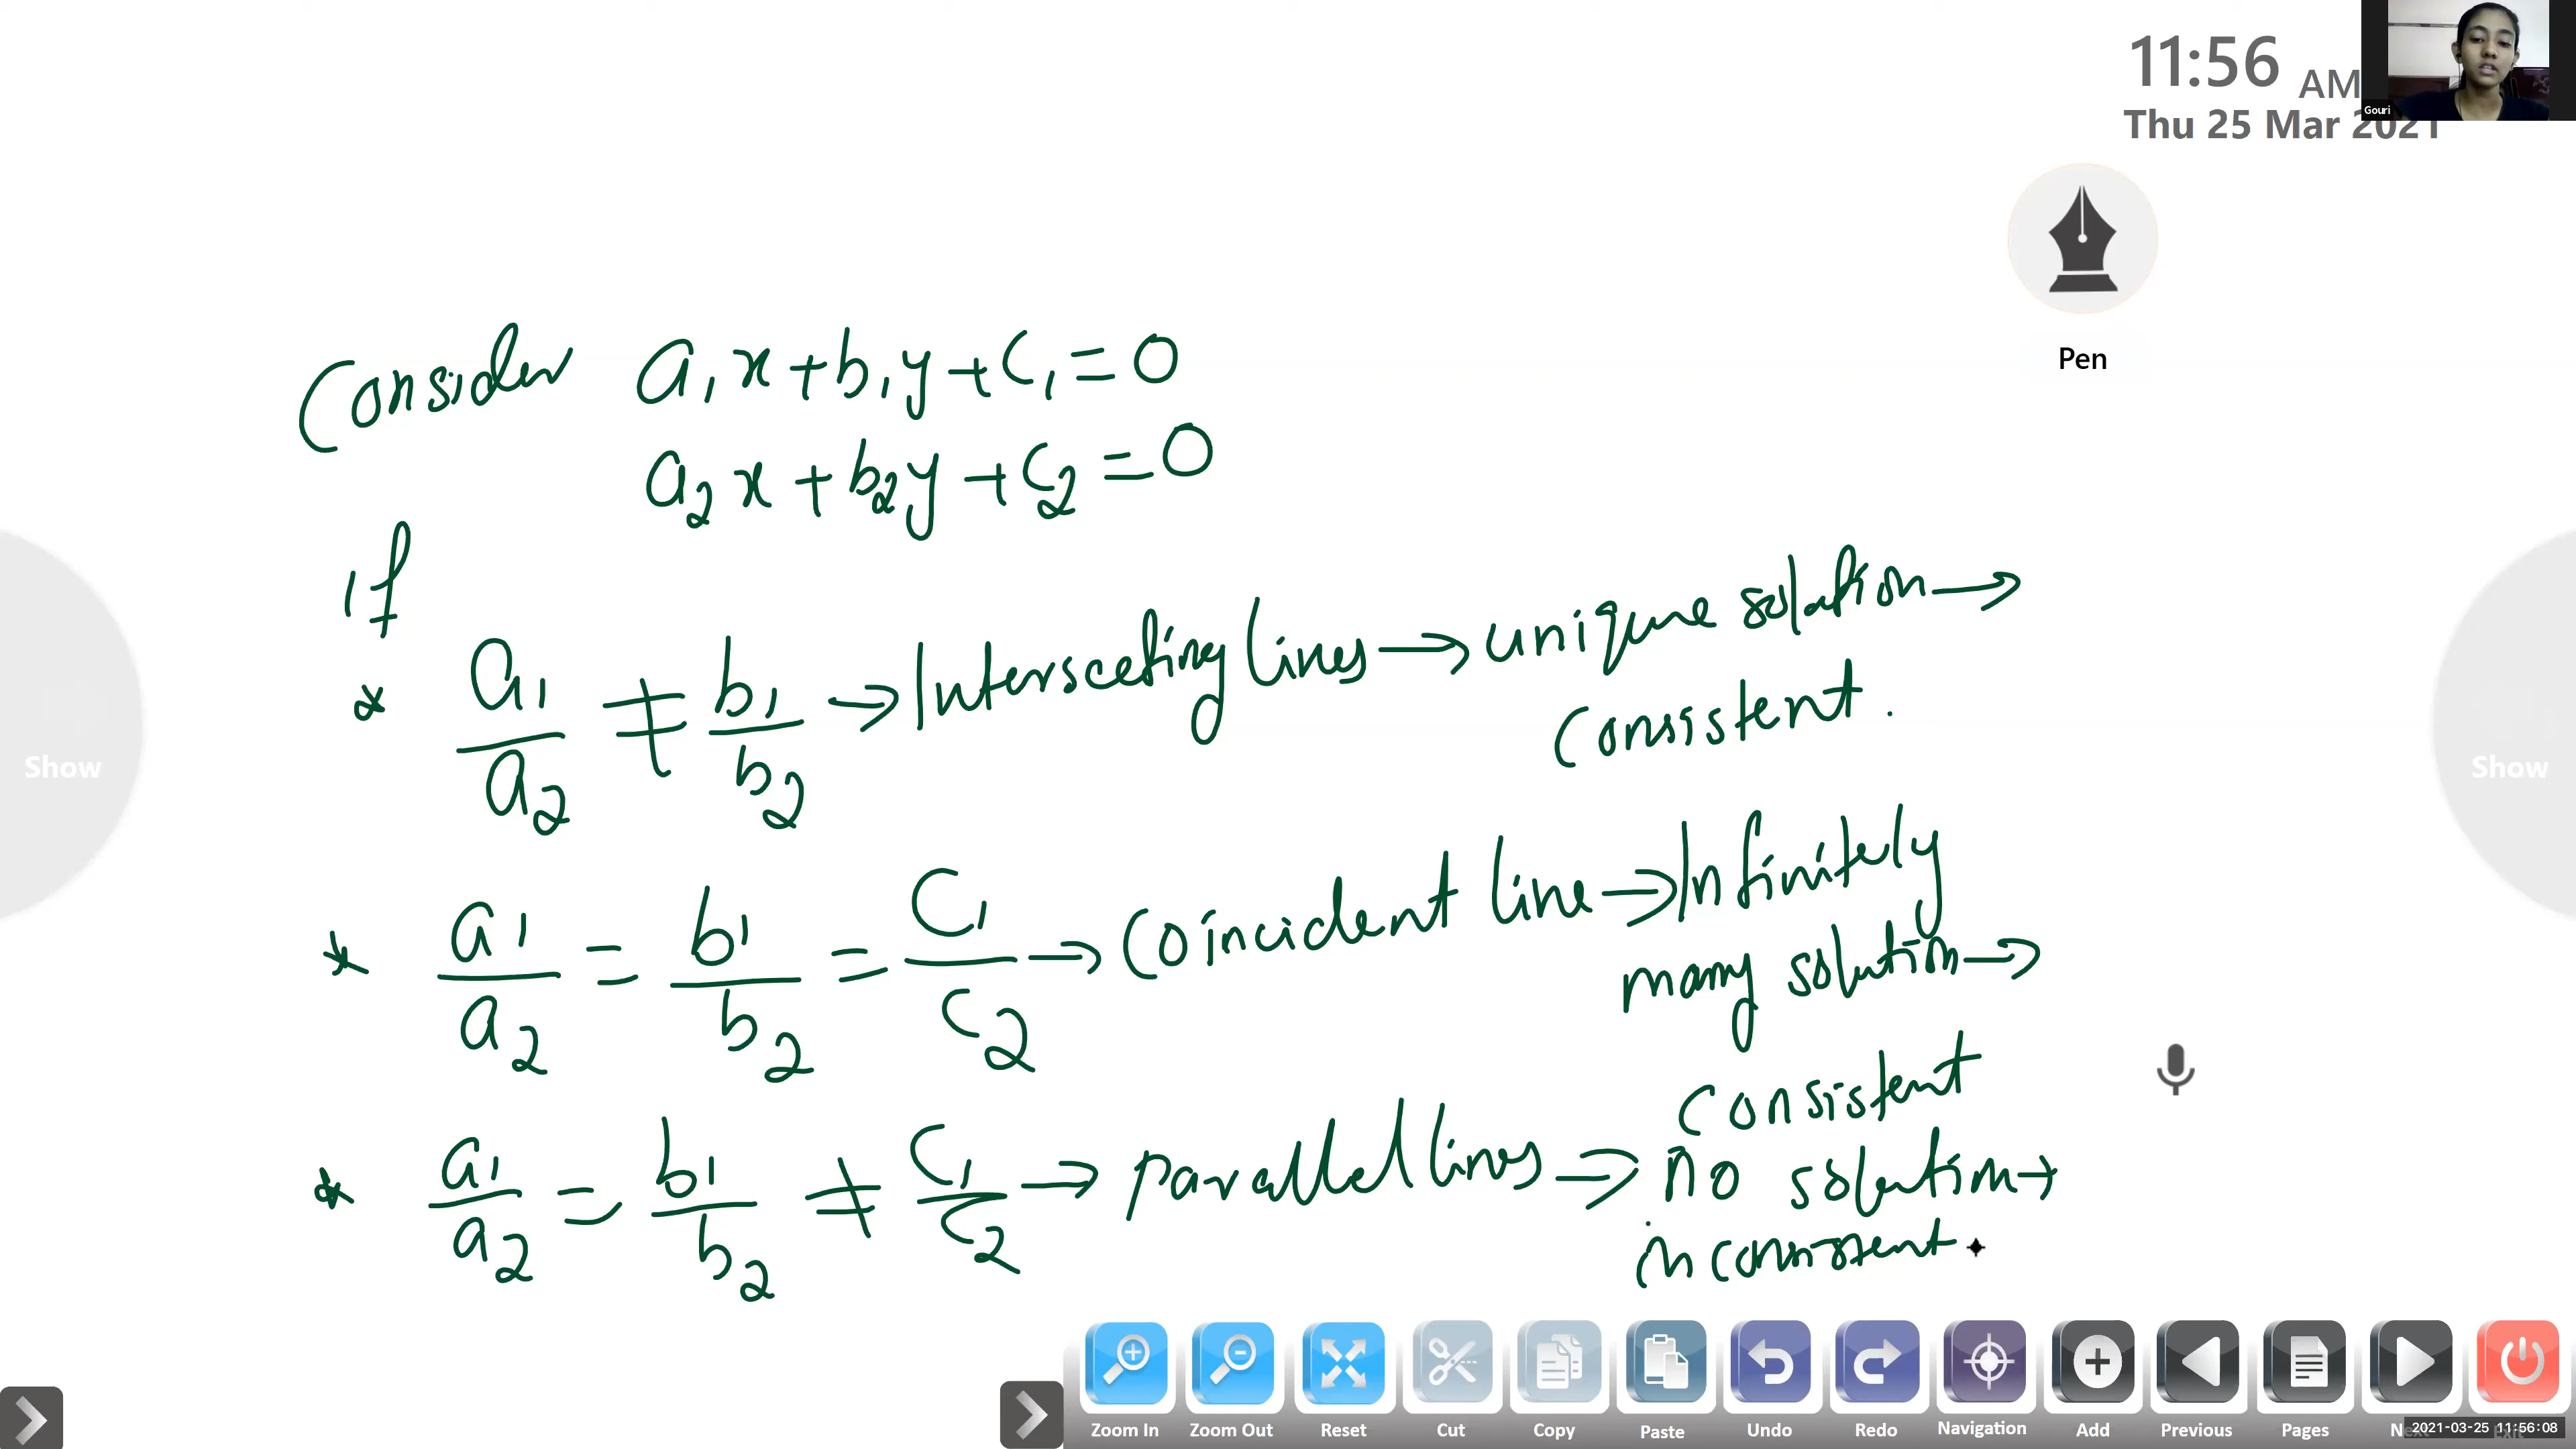 11:56 AM
Gouri
Thu 25 Mar 2021
Pen
Consider a₁x+b₁y+c₁=0
a₂x+b₂y+c₂=0
If
* a₁/a₂ ≠ b₁/b₂ → Intersceting lines → unique solution →
consistent.
Show
Show
* a₁/a₂ = b₁/b₂ = c₁/c₂ → Coincident line → Infinitely
many solution →
consistent
* a₁/a₂ = b₁/b₂ ≠ c₁/c₂ → parallel lines → no solution →
inconsistent
Zoom In Zoom Out Reset Cut Copy Paste Undo Redo Navigation Add Previous Pages
2021-03-25 11:56:08